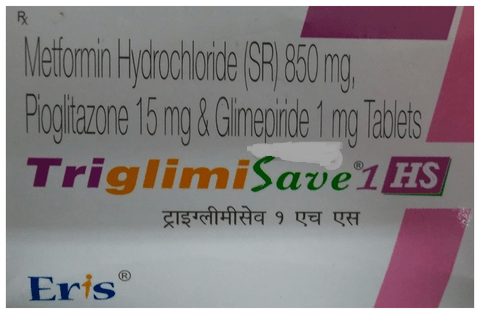 Rx
Metformin Hydrochloride (SR) 850 mg,
Pioglitazone 15 mg & Glimepiride 1 mg Tablets
TriglimiSave®1 HS
ट्राइग्लीमीसेव १ एच एस
Eris®